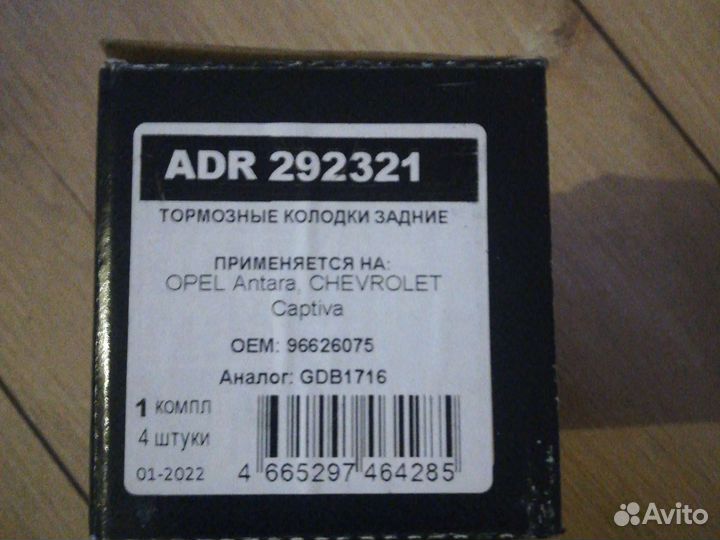 ADR 292321
ТОРМОЗНЫЕ КОЛОДКИ ЗАДНИЕ
ПРИМЕНЯЕТСЯ НА:
OPEL Antara, CHEVROLET
Captiva
OEM: 96626075
Аналог: GDB1716
1 КОМПЛ
4 ШТУКИ
01-2022
4 665297 464285
Avito